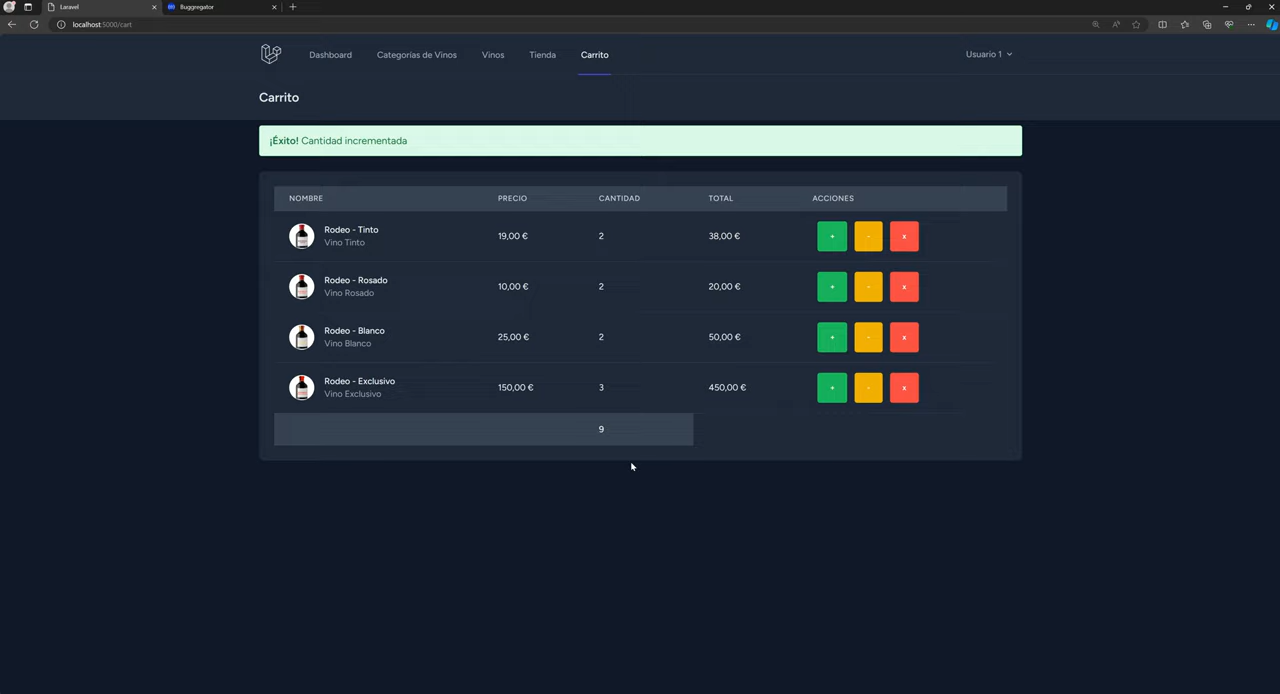 Laravel
Buggregator
localhost:5000/cart
Dashboard
Categorías de Vinos
Vinos
Tienda
Carrito
Usuario 1
Carrito
¡Éxito! Cantidad incrementada
NOMBRE PRECIO CANTIDAD TOTAL ACCIONES
Rodeo - Tinto
Vino Tinto
19,00 € 2 38,00 € + - x
Rodeo - Rosado
Vino Rosado
10,00 € 2 20,00 € + - x
Rodeo - Blanco
Vino Blanco
25,00 € 2 50,00 € + - x
Rodeo - Exclusivo
Vino Exclusivo
150,00 € 3 450,00 € + - x
9